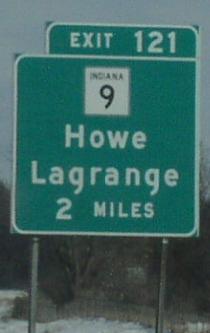 EXIT 121
INDIANA
9
Howe
Lagrange
2 MILES